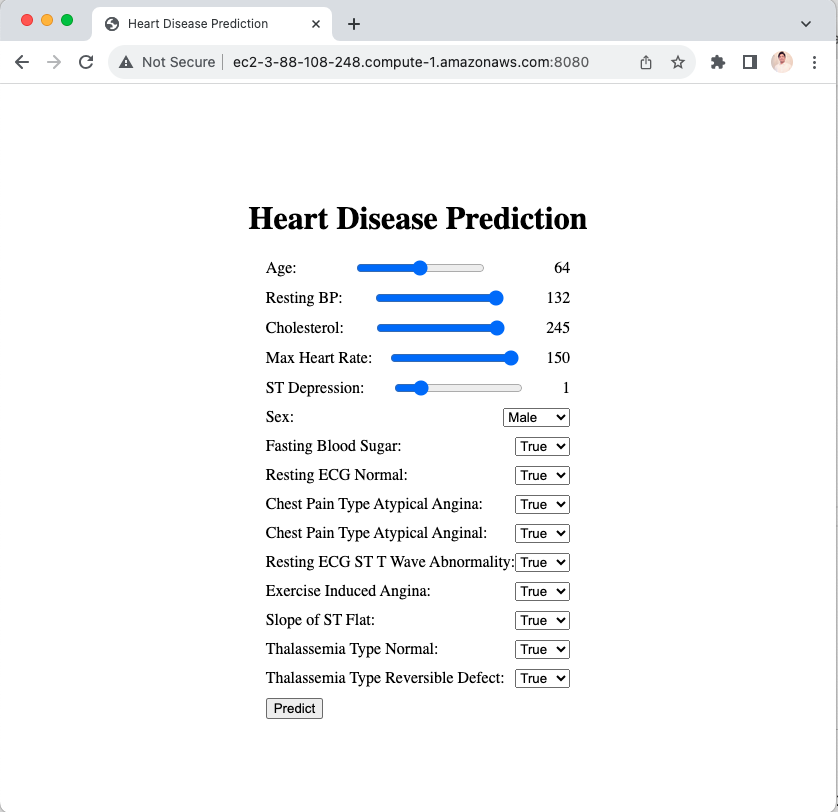 Heart Disease Prediction
Not Secure ec2-3-88-108-248.compute-1.amazonaws.com:8080
Heart Disease Prediction
Age: 64
Resting BP: 132
Cholesterol: 245
Max Heart Rate: 150
ST Depression: 1
Sex: Male
Fasting Blood Sugar: True
Resting ECG Normal: True
Chest Pain Type Atypical Angina: True
Chest Pain Type Atypical Anginal: True
Resting ECG ST T Wave Abnormality: True
Exercise Induced Angina: True
Slope of ST Flat: True
Thalassemia Type Normal: True
Thalassemia Type Reversible Defect: True
Predict